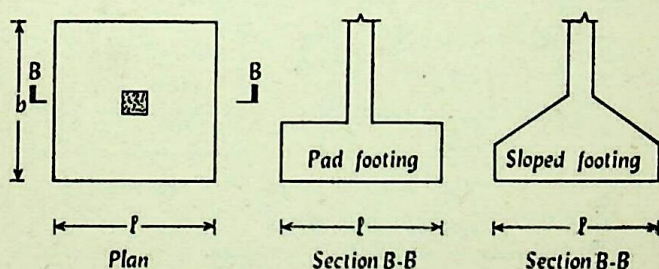 B B
b
Pad footing Sloped footing
ℓ ℓ ℓ
Plan Section B-B Section B-B